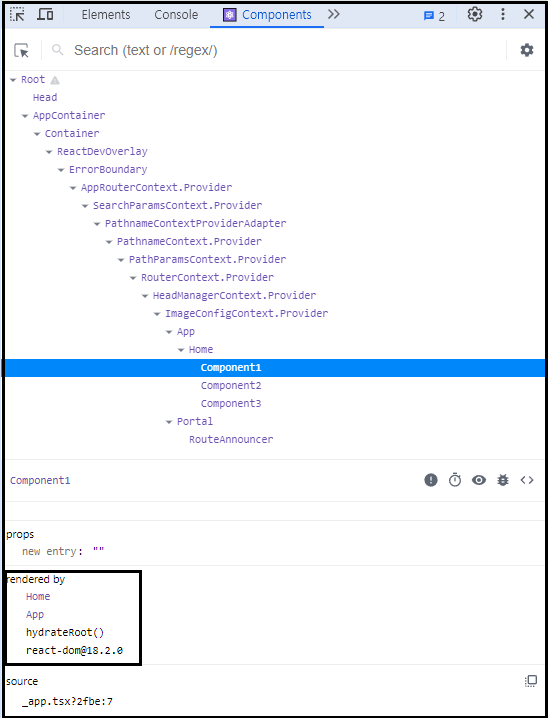 Elements Console Components 2
Search (text or /regex/)
Root
Head
AppContainer
Container
ReactDevOverlay
ErrorBoundary
AppRouterContext.Provider
SearchParamsContext.Provider
PathnameContextProviderAdapter
PathnameContext.Provider
PathParamsContext.Provider
RouterContext.Provider
HeadManagerContext.Provider
ImageConfigContext.Provider
App
Home
Component1
Component2
Component3
Portal
RouteAnnouncer
Component1
props
new entry: ""
rendered by
Home
App
hydrateRoot()
react-dom@18.2.0
source
_app.tsx?2fbe:7